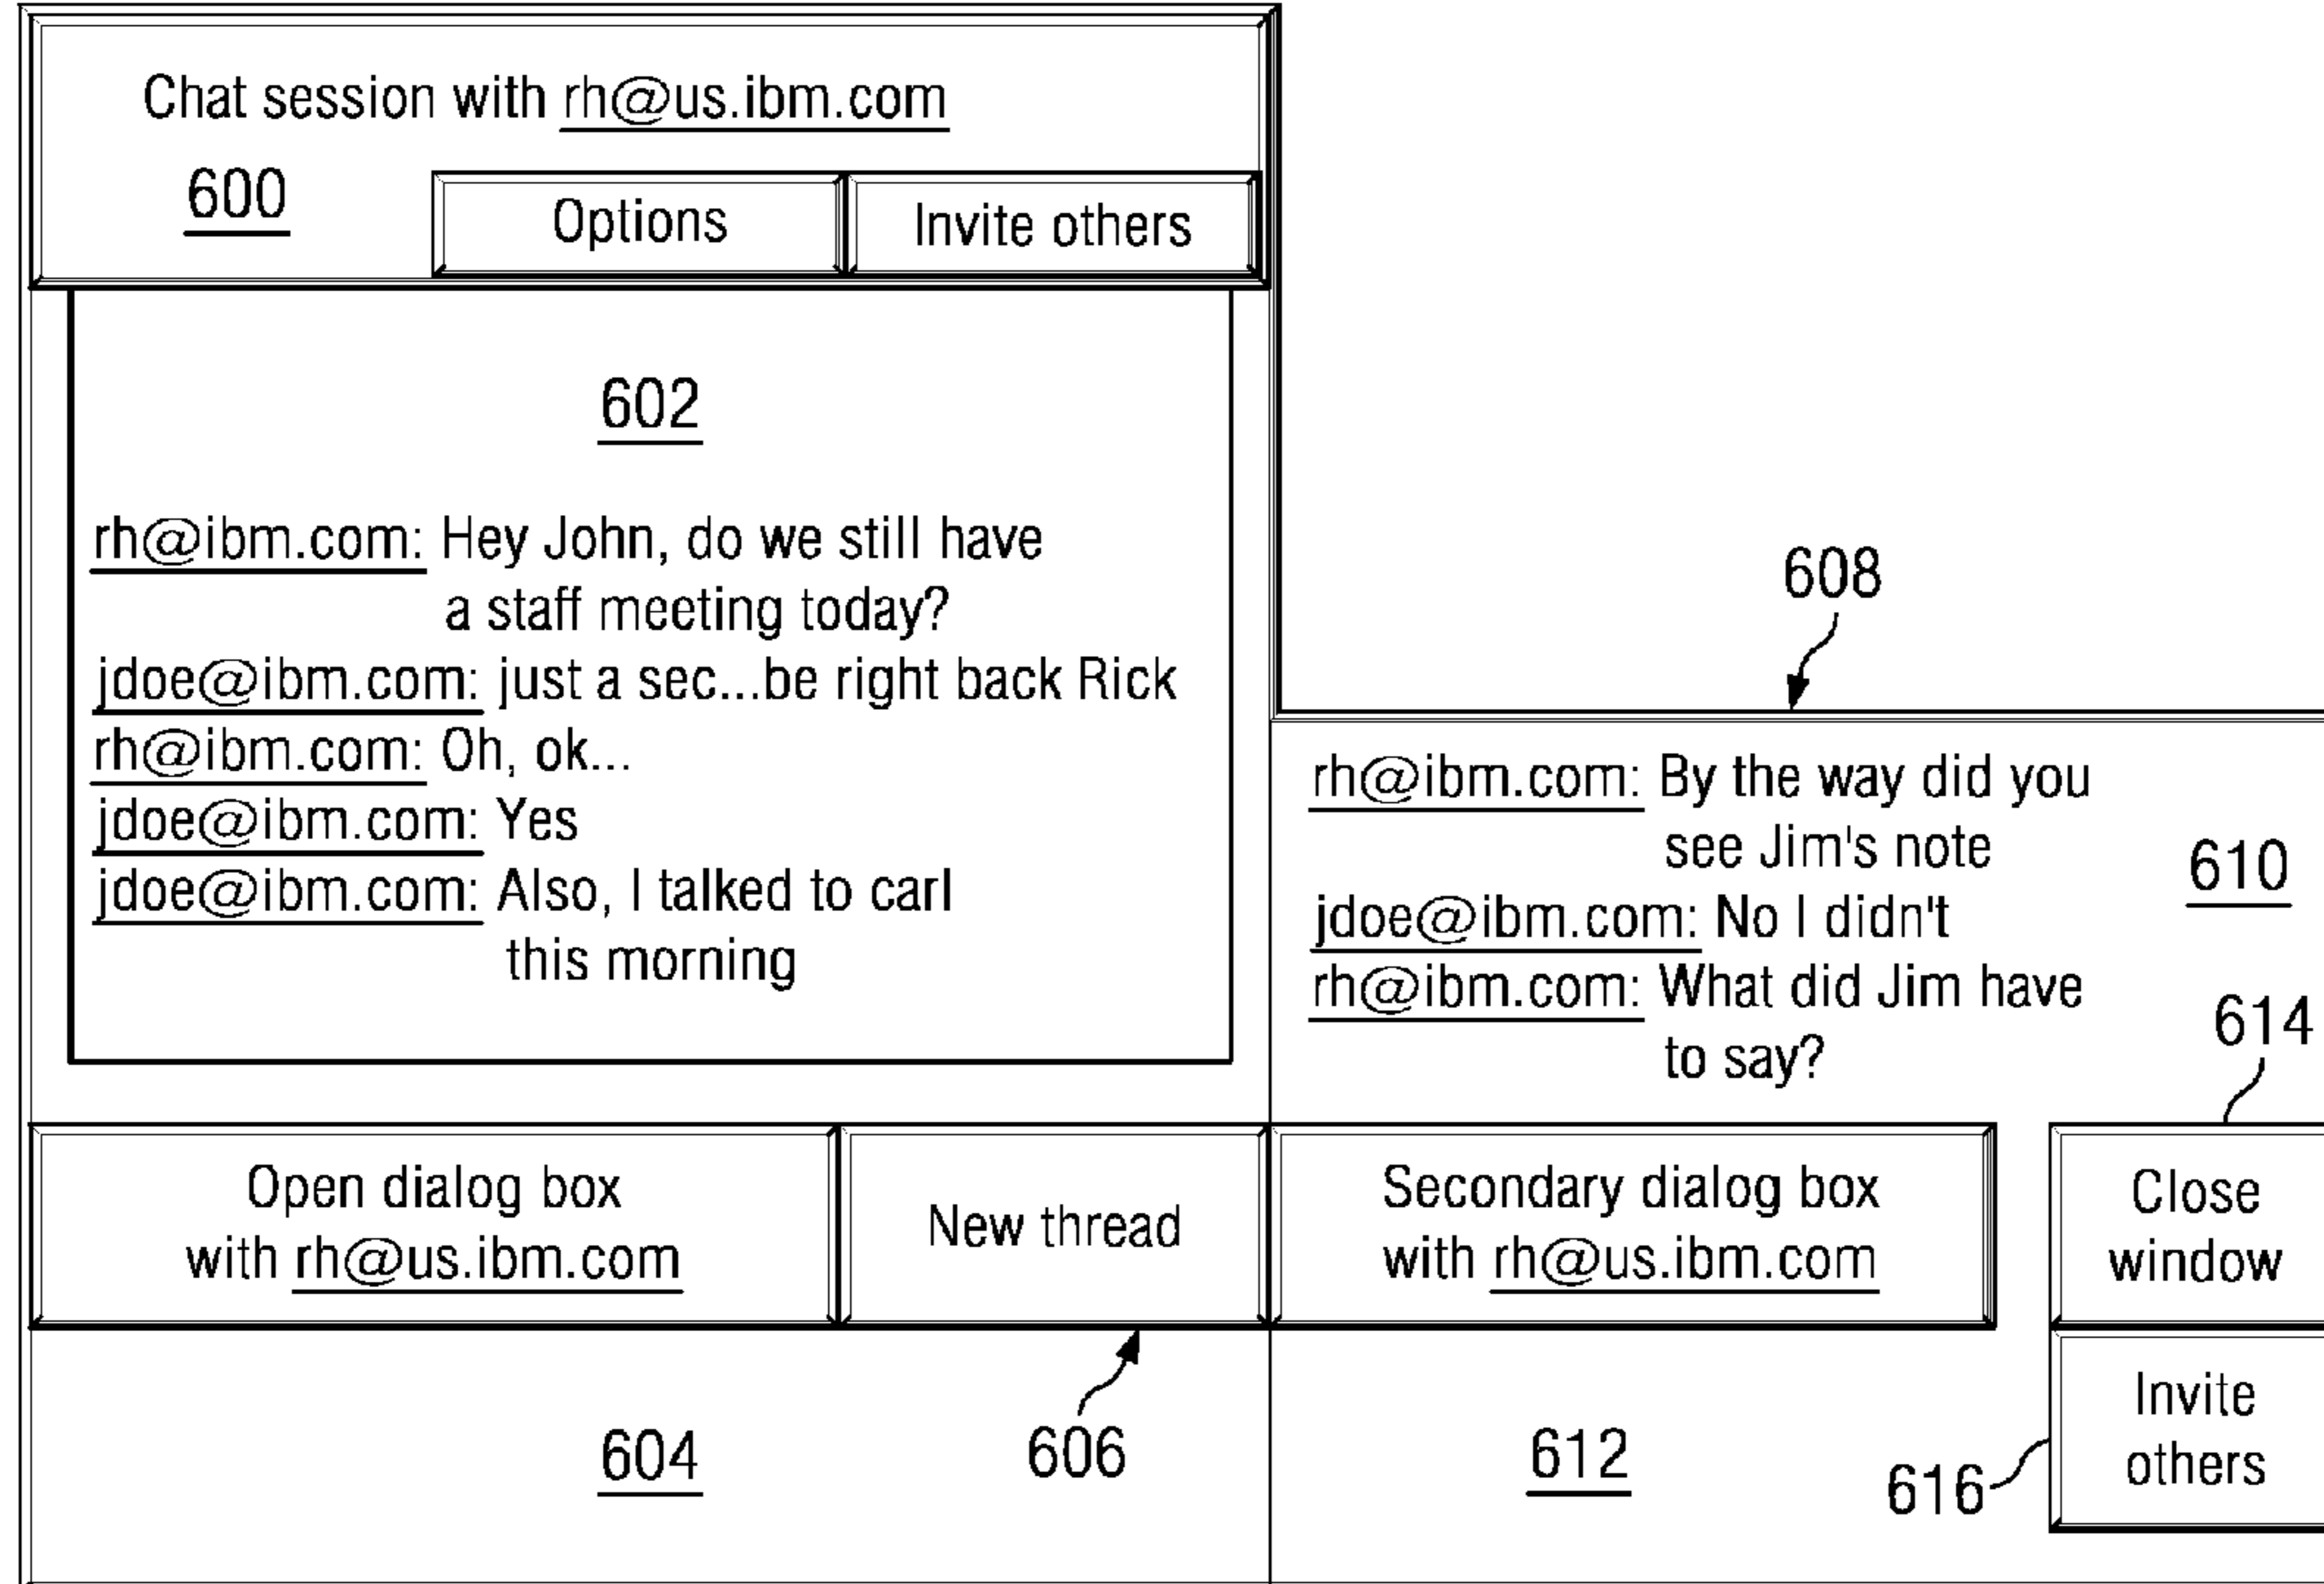 Chat session with rh@us.ibm.com
600
Options
Invite others
602
rh@ibm.com: Hey John, do we still have
a staff meeting today?
jdoe@ibm.com: just a sec...be right back Rick
rh@ibm.com: Oh, ok...
jdoe@ibm.com: Yes
jdoe@ibm.com: Also, I talked to carl
this morning
608
rh@ibm.com: By the way did you
see Jim's note
610
jdoe@ibm.com: No I didn't
rh@ibm.com: What did Jim have
to say?
614
Open dialog box
with rh@us.ibm.com
New thread
Secondary dialog box
with rh@us.ibm.com
Close
window
Invite
others
604
606
612
616